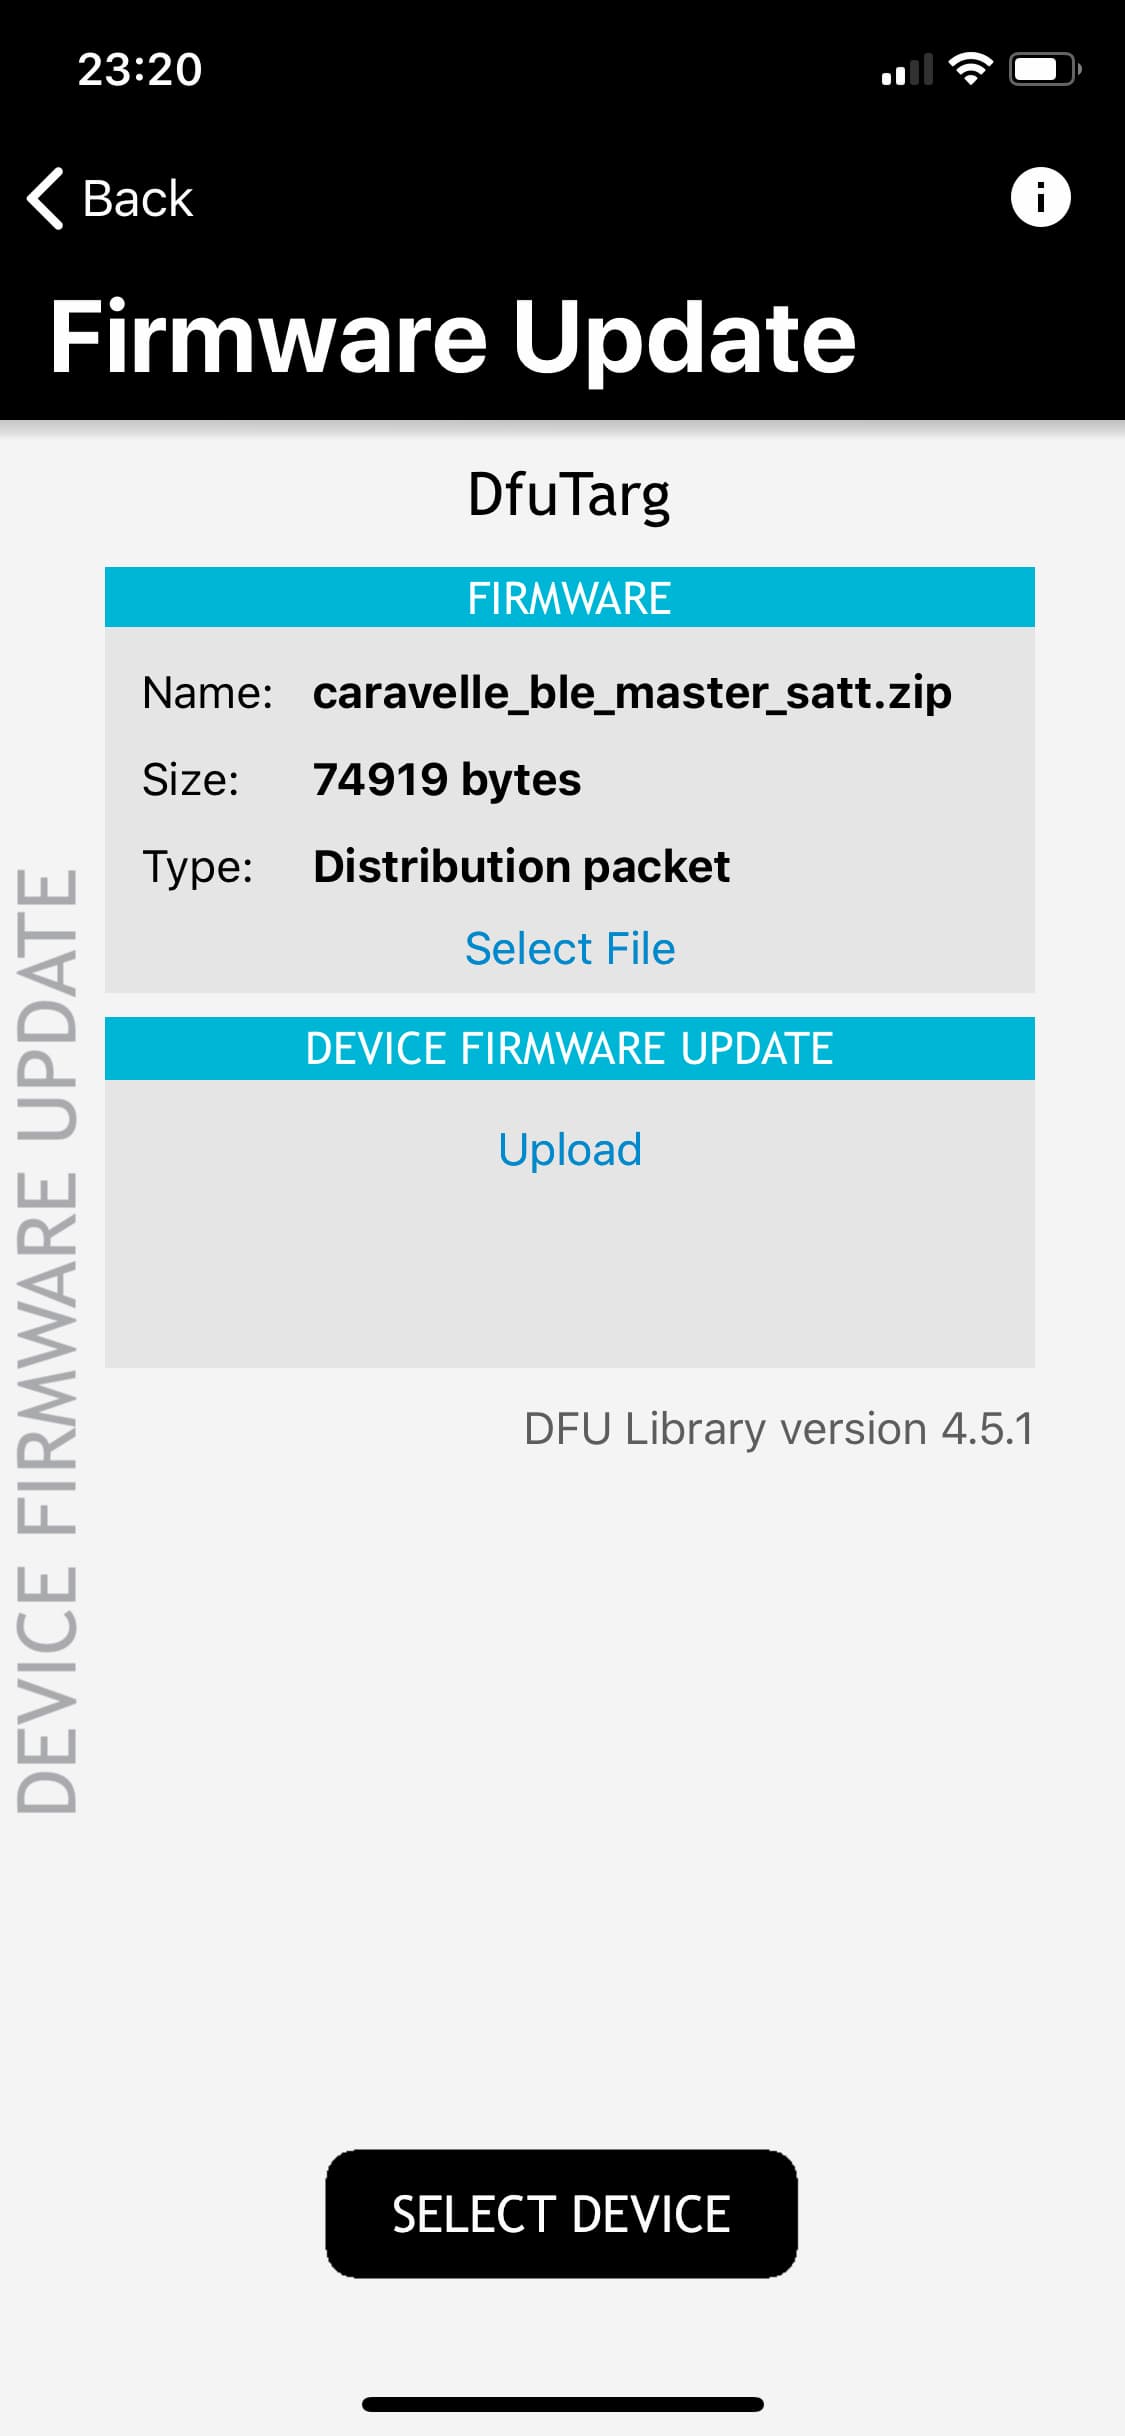 23:20
Back
Firmware Update
DfuTarg
FIRMWARE
Name: caravelle_ble_master_satt.zip
Size: 74919 bytes
Type: Distribution packet
Select File
DEVICE FIRMWARE UPDATE
Upload
DFU Library version 4.5.1
DEVICE FIRMWARE UPDATE
SELECT DEVICE